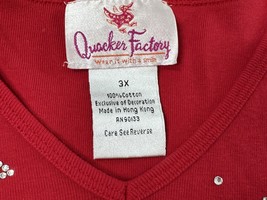 Quacker Factory
Wear it with a smile
3X
100% Cotton
Exclusive of Decoration
Made in Hong Kong
RN90133
Care See Reverse